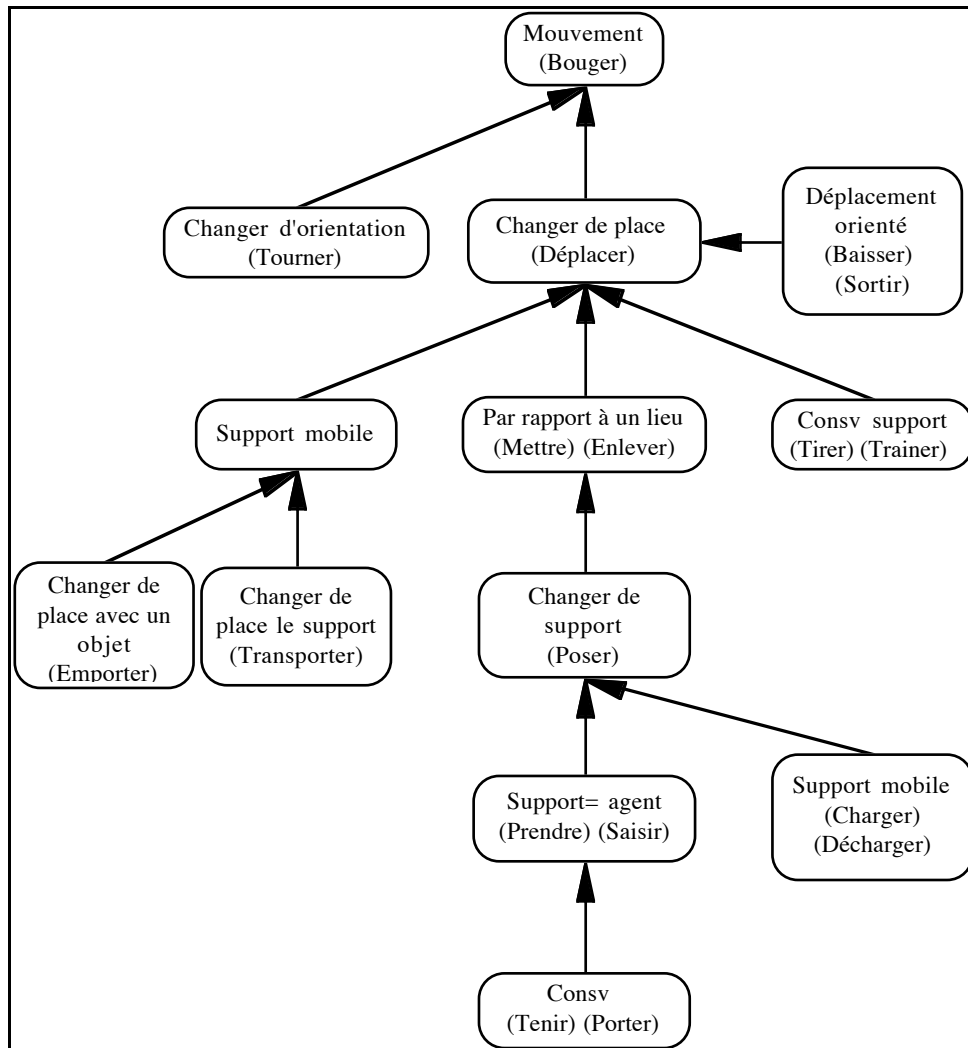 Mouvement
(Bouger)
Changer d'orientation
(Tourner)
Changer de place
(Déplacer)
Déplacement
orienté
(Baisser)
(Sortir)
Support mobile
Par rapport à un lieu
(Mettre) (Enlever)
Consv support
(Tirer) (Trainer)
Changer de
place avec un
objet
(Emporter)
Changer de
place le support
(Transporter)
Changer de
support
(Poser)
Support= agent
(Prendre) (Saisir)
Support mobile
(Charger)
(Décharger)
Consv
(Tenir) (Porter)